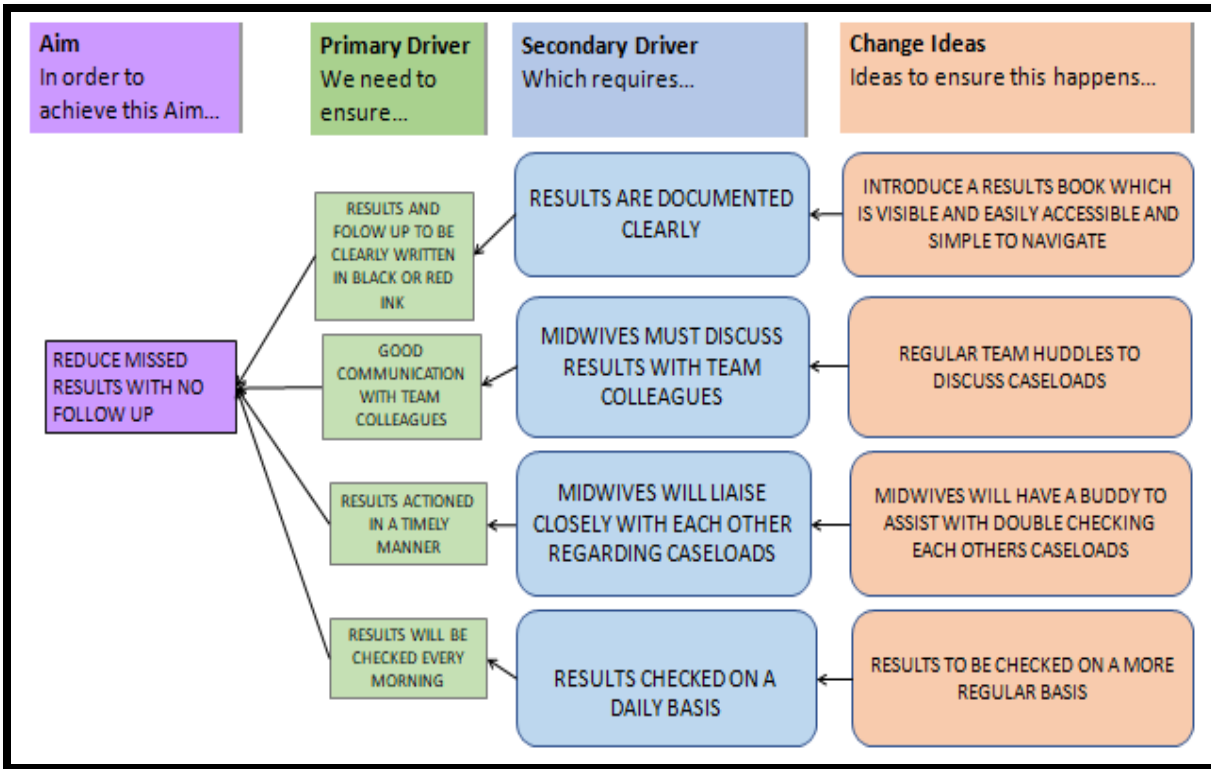 Aim
In order to
achieve this Aim...
Primary Driver
We need to
ensure...
Secondary Driver
Which requires...
Change Ideas
Ideas to ensure this happens...
REDUCE MISSED
RESULTS WITH NO
FOLLOW UP
RESULTS AND
FOLOW UP TO BE
CLEARLY WRITTEN
IN BLACK OR RED
INK
RESULTS ARE DOCUMENTED
CLEARLY
INTRODUCE A RESULTS BOOK WHICH
IS VISIBLE AND EASILY ACCESSIBLE AND
SIMPLE TO NAVIGATE
GOOD
COMMUNICATION
WITH TEAM
COLLEAGUES
MIDWIVES MUST DISCUSS
RESULTS WITH TEAM
COLLEAGUES
REGULAR TEAM HUDDLES TO
DISCUSS CASELOADS
RESULTS ACTIONED
IN A TIMELY
MANNER
MIDWIVES WILL LIAISE
CLOSELY WITH EACH OTHER
REGARDING CASELOADS
MIDWIVES WILL HAVE A BUDDY TO
ASSIST WITH DOUBLE CHECKING
EACH OTHERS CASELOADS
RESULTS WILL BE
CHECKED EVERY
MORNING
RESULTS CHECKED ON A
DAILY BASIS
RESULTS TO BE CHECKED ON A MORE
REGULAR BASIS